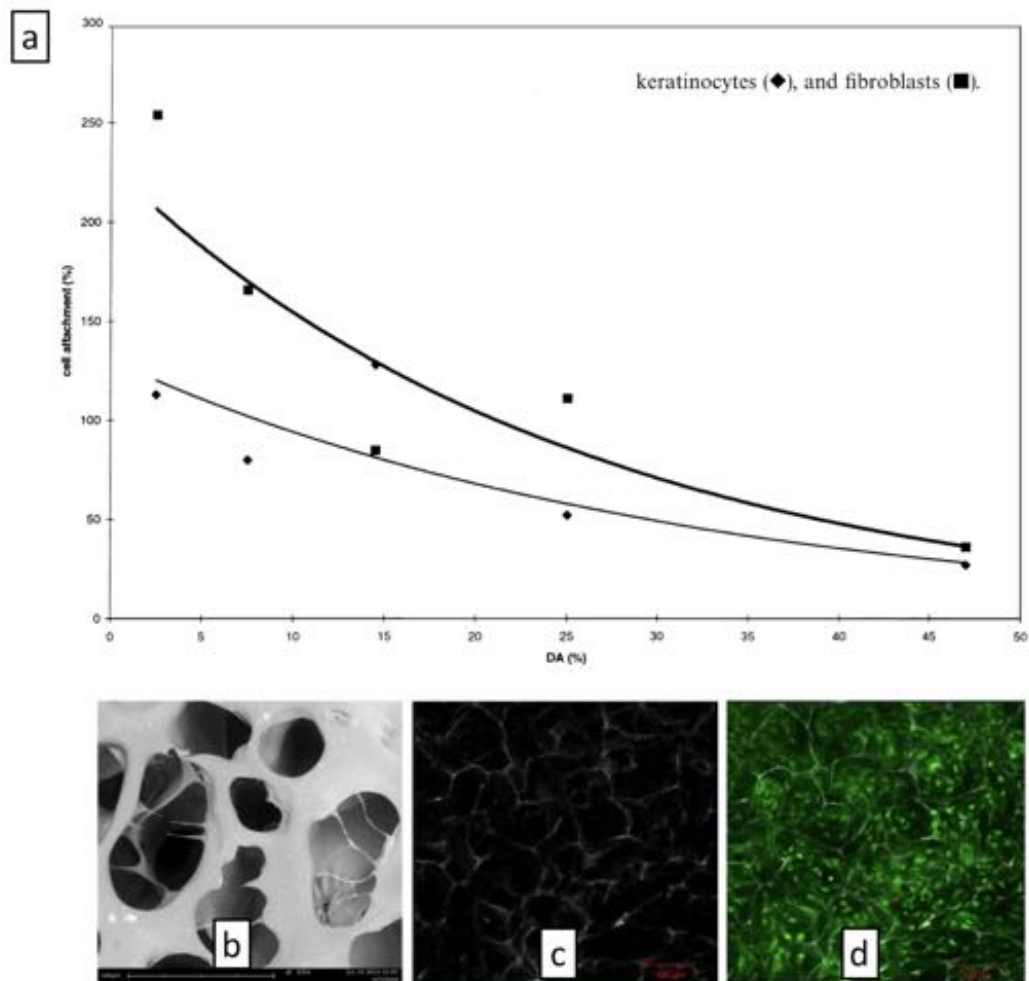 a
300
keratinocytes (◆), and fibroblasts (■).
250
200
150
100
50
0
cell attachment (%)
0 5 10 15 20 25 30 35 40 45 50
DA (%)
b c d